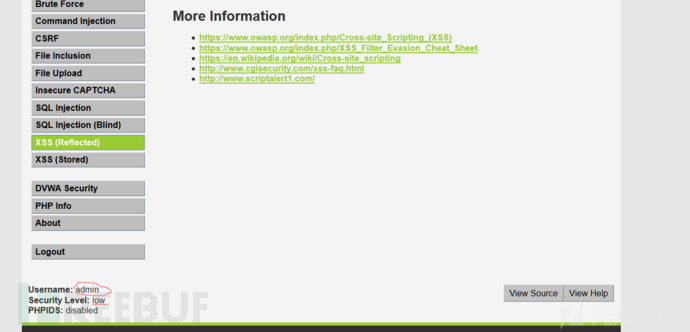 Brute Force
Command Injection
CSRF
File Inclusion
File Upload
Insecure CAPTCHA
SQL Injection
SQL Injection (Blind)
XSS (Reflected)
XSS (Stored)
DVWA Security
PHP Info
About
Logout
More Information
https://www.owasp.org/index.php/Cross-site_Scripting_(XSS)
https://www.owasp.org/index.php/XSS_Filter_Evasion_Cheat_Sheet
https://en.wikipedia.org/wiki/Cross-site_scripting
http://www.cgisecurity.com/xss-faq.html
http://www.scriptalert1.com/
Username: admin
Security Level: low
PHPIDS: disabled
View Source
View Help
REEBUF